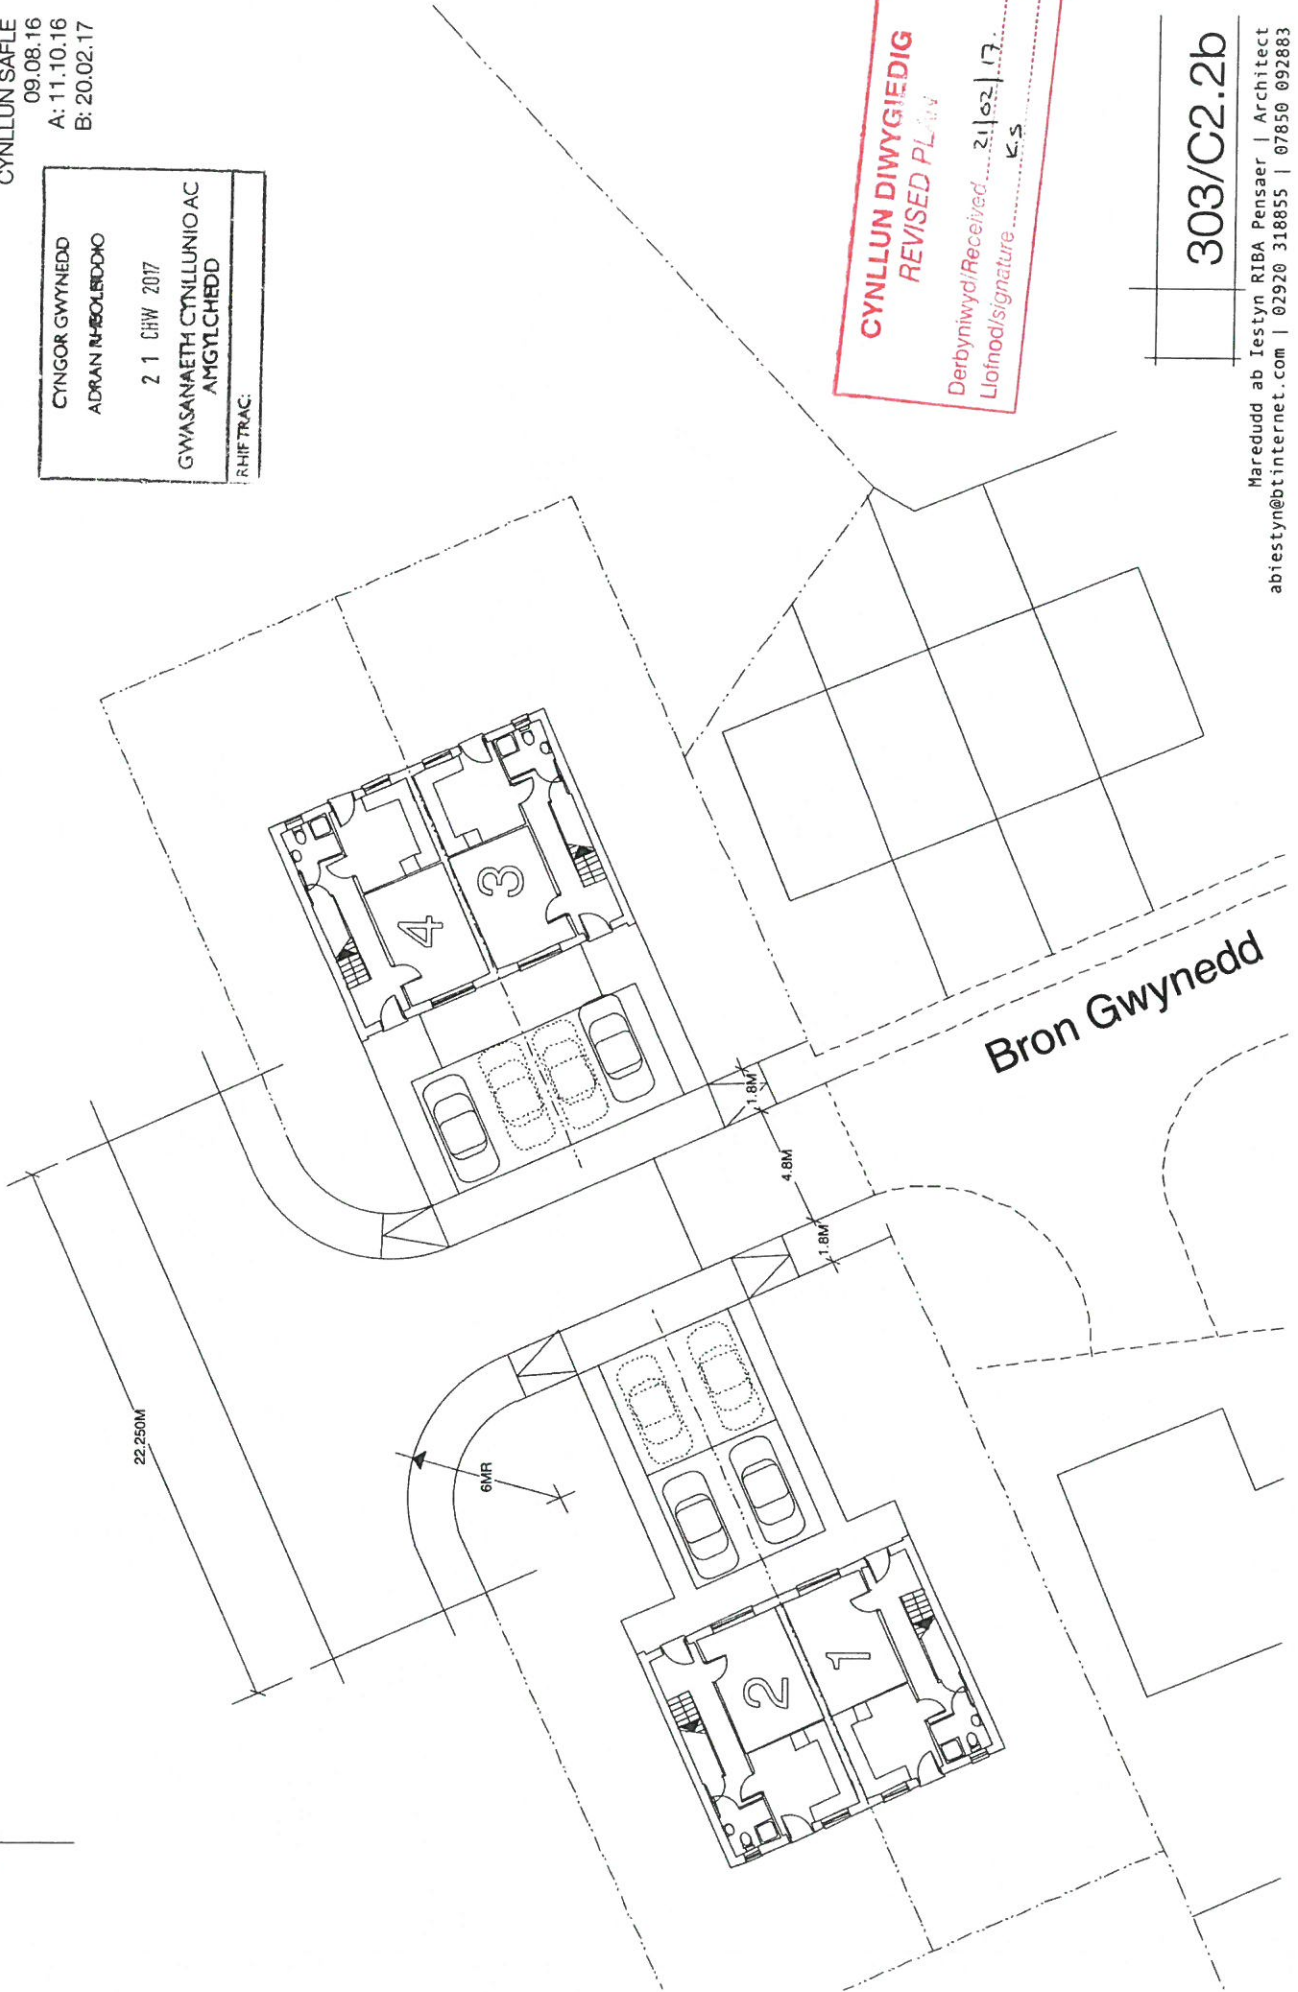 CYNLLUN SAFLE
09.08.16
A: 11.10.16
B: 20.02.17
CYNGOR GWYNEDD
ADRAN RHEOLEIDDIO
21 CHW 2017
GWASANAETH CYNLLUNIO AC
AMGYLCHEDD
RHIF TRAC:
CYNLLUN DIWYGIEDIG
REVISED PLAN
Derbyniwyd/Received 21/02/17.
Llofnod/signature K.S
303/C2.2b
Maredudd ab Iestyn RIBA Pensaer | Architect
abiestyn@btinternet.com | 02920 318855 | 07850 092883
4
3
2
1
22.250M
6MR
1.8M
4.8M
1.8M
Bron Gwynedd